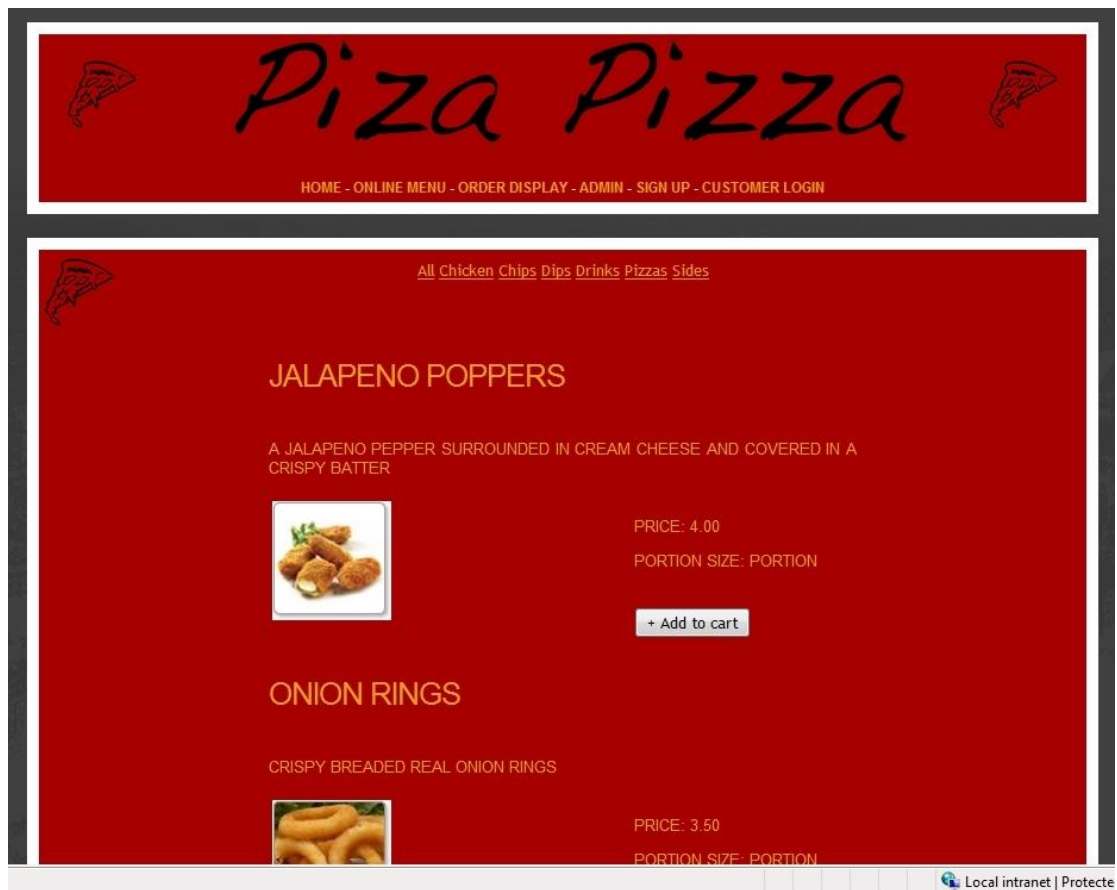 Piza Pizza
HOME - ONLINE MENU - ORDER DISPLAY - ADMIN - SIGN UP - CUSTOMER LOGIN
All Chicken Chips Dips Drinks Pizzas Sides
JALAPENO POPPERS
A JALAPENO PEPPER SURROUNDED IN CREAM CHEESE AND COVERED IN A
CRISPY BATTER
PRICE: 4.00
PORTION SIZE: PORTION
+ Add to cart
ONION RINGS
CRISPY BREADED REAL ONION RINGS
PRICE: 3.50
PORTION SIZE: PORTION
Local intranet | Protecte